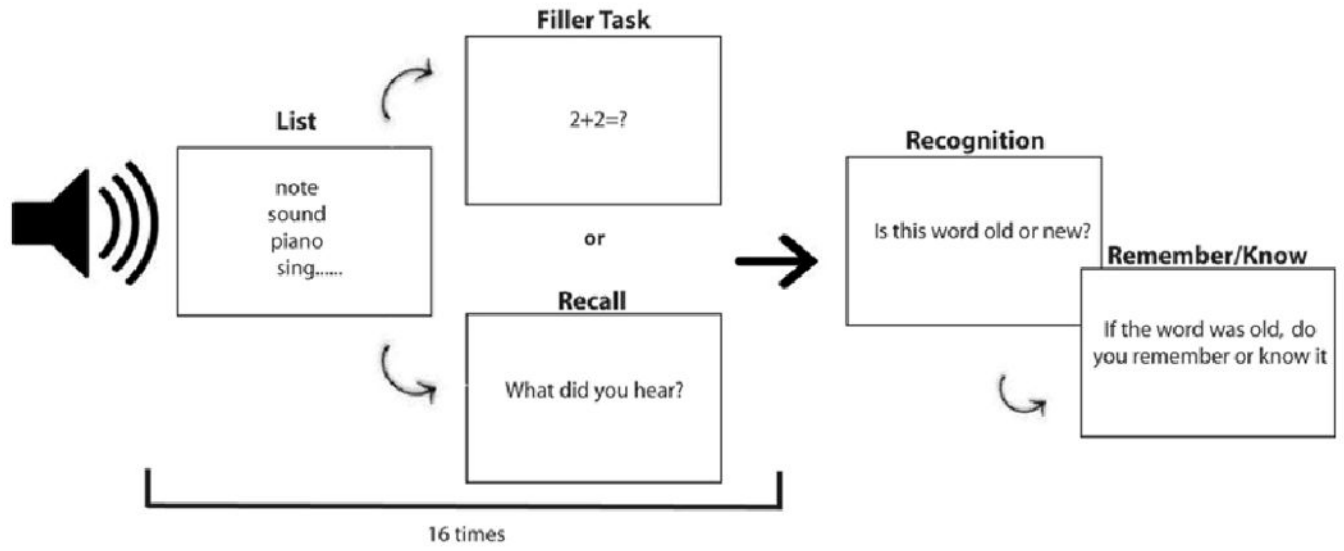 Filler Task
2+2=?
List
note
sound
piano
sing......
or
Recall
What did you hear?
16 times
Recognition
Is this word old or new?
Remember/Know
If the word was old, do
you remember or know it